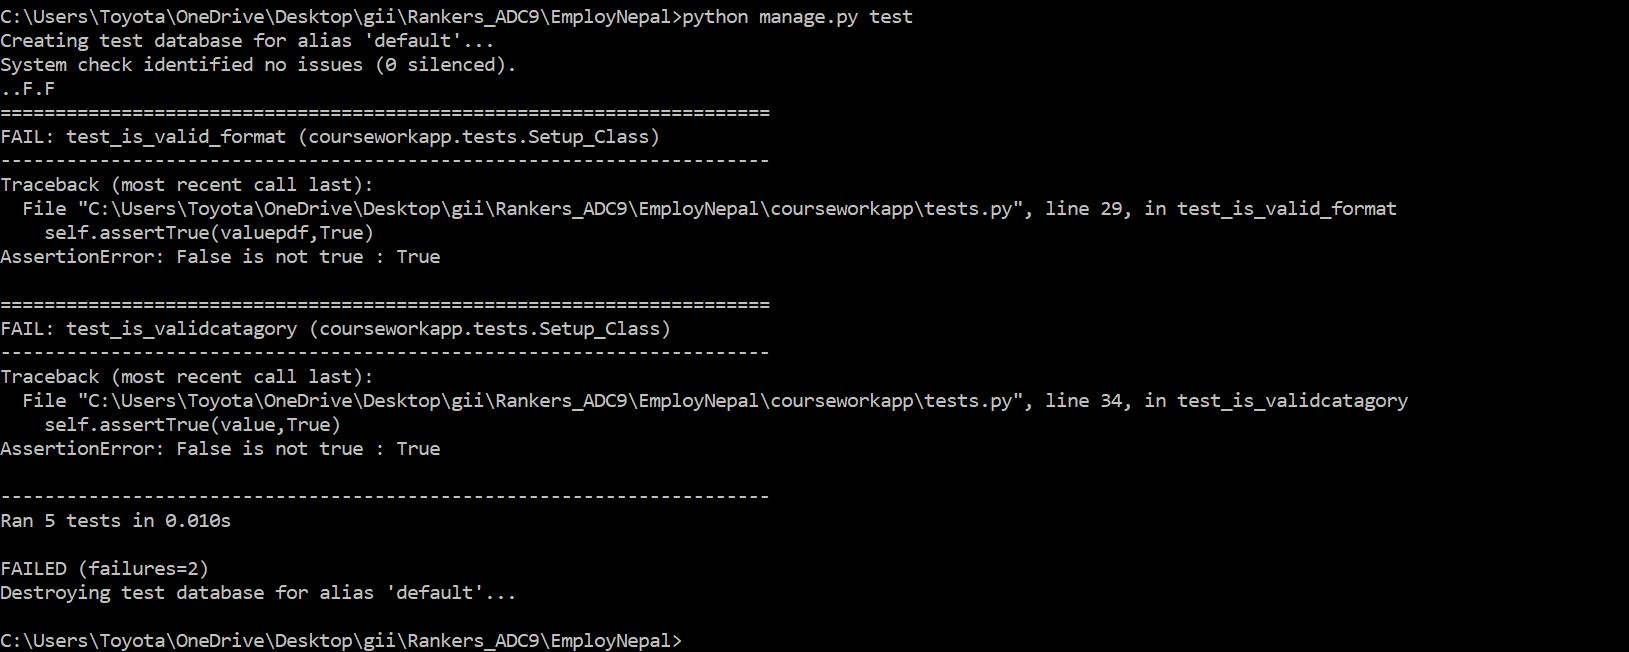 C:\Users\Toyota\OneDrive\Desktop\gii\Rankers_ADC9\EmployNepal>python manage.py test
Creating test database for alias 'default'...
System check identified no issues (0 silenced).
..F.F
======================================================================
FAIL: test_is_valid_format (courseworkapp.tests.Setup_Class)
----------------------------------------------------------------------
Traceback (most recent call last):
  File "C:\Users\Toyota\OneDrive\Desktop\gii\Rankers_ADC9\EmployNepal\courseworkapp\tests.py", line 29, in test_is_valid_format
    self.assertTrue(valuepdf,True)
AssertionError: False is not true : True

======================================================================
FAIL: test_is_validcatagory (courseworkapp.tests.Setup_Class)
----------------------------------------------------------------------
Traceback (most recent call last):
  File "C:\Users\Toyota\OneDrive\Desktop\gii\Rankers_ADC9\EmployNepal\courseworkapp\tests.py", line 34, in test_is_validcatagory
    self.assertTrue(value,True)
AssertionError: False is not true : True

----------------------------------------------------------------------
Ran 5 tests in 0.010s

FAILED (failures=2)
Destroying test database for alias 'default'...

C:\Users\Toyota\OneDrive\Desktop\gii\Rankers_ADC9\EmployNepal>